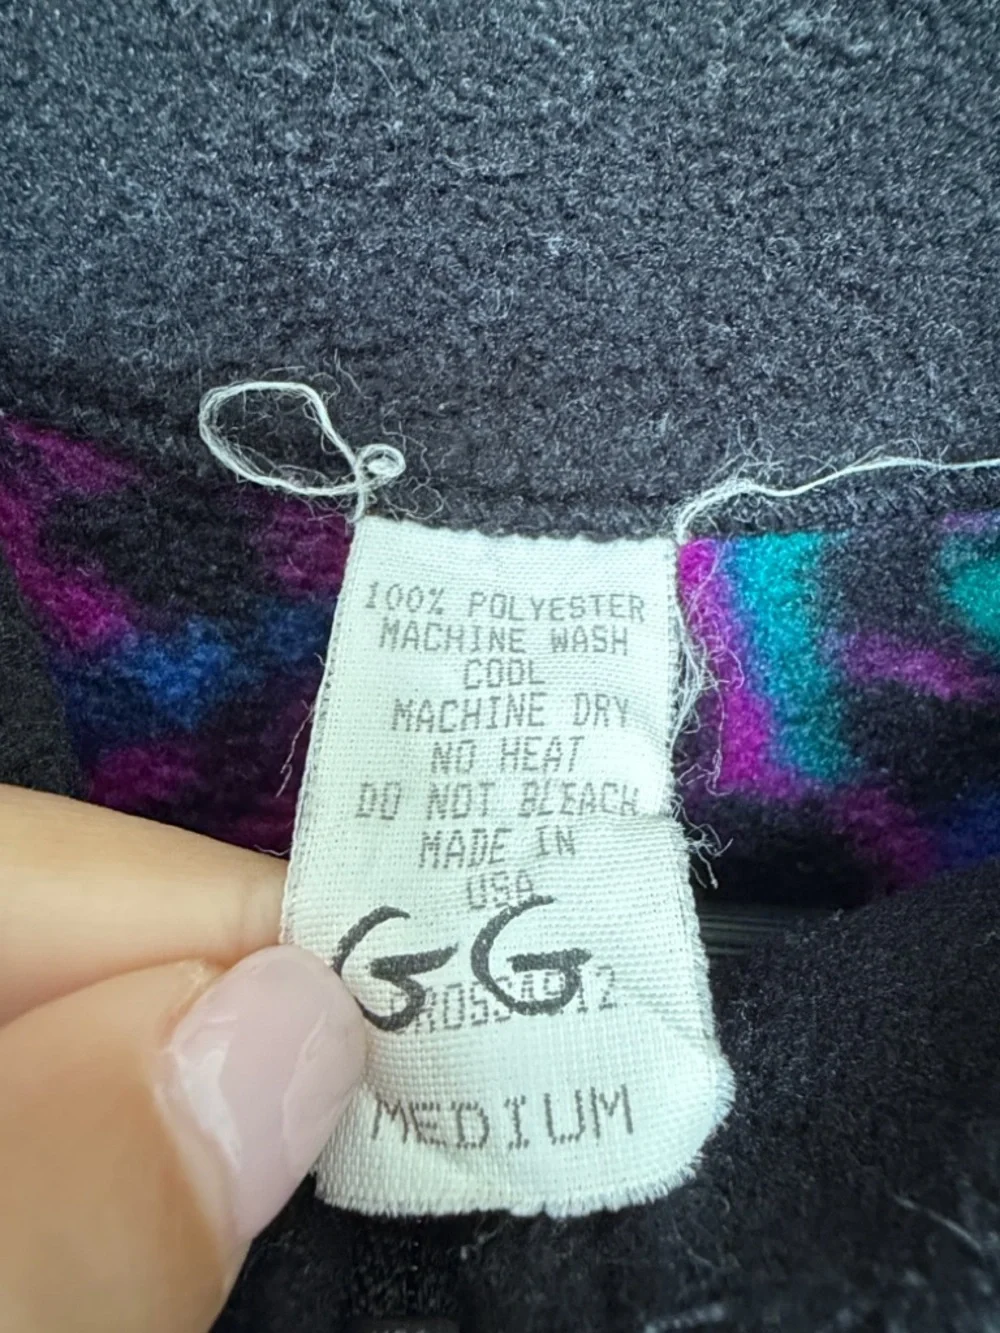 100% POLYESTER
MACHINE WASH
COOL
MACHINE DRY
NO HEAT
DO NOT BLEACH
MADE IN
USA
GG
MEDIUM